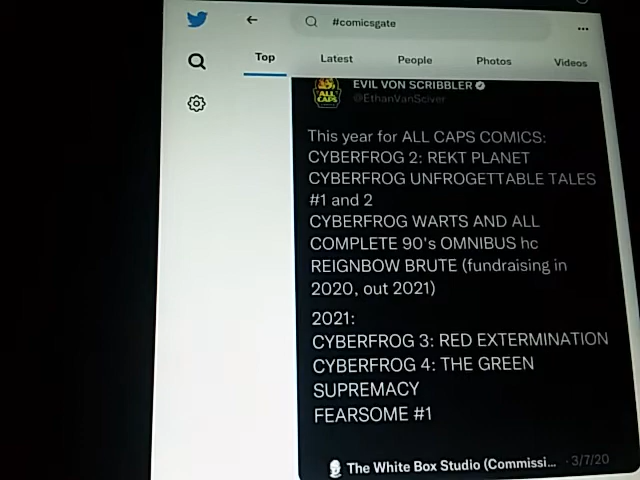 #comicsgate
Top Latest People Photos Videos
ALL CAPS
EVIL VON SCRIBBLER
@EthanVanSciver
This year for ALL CAPS COMICS:
CYBERFROG 2: REKT PLANET
CYBERFROG UNFROGETTABLE TALES
#1 and 2
CYBERFROG WARTS AND ALL
COMPLETE 90's OMNIBUS hc
REIGNBOW BRUTE (fundraising in
2020, out 2021)
2021:
CYBERFROG 3: RED EXTERMINATION
CYBERFROG 4: THE GREEN
SUPREMACY
FEARSOME #1
The White Box Studio (Commissi... · 3/7/20